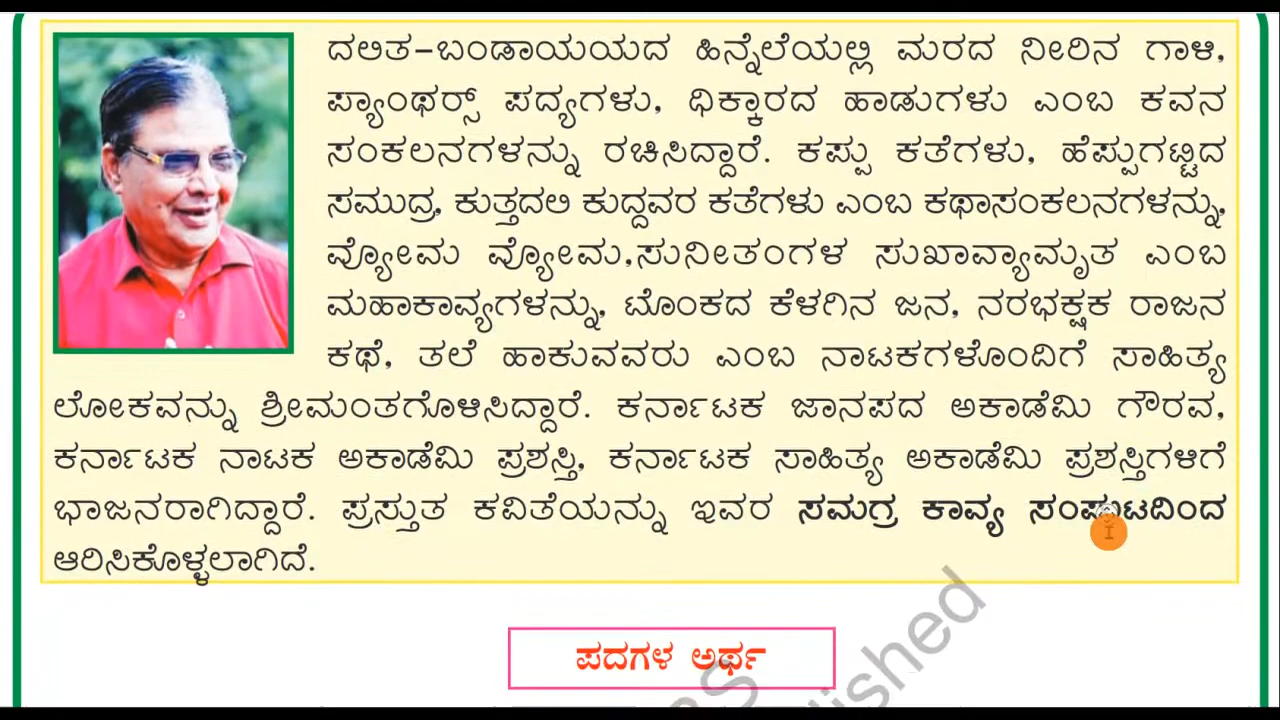 ದಲಿತ-ಬಂಡಾಯಯದ ಹಿನ್ನೆಲೆಯಲ್ಲಿ ಮರದ ನೀರಿನ ಗಾಳಿ,
ಪ್ಯಾಂಥರ್ಸ್ ಪದ್ಯಗಳು, ಧಿಕ್ಕಾರದ ಹಾಡುಗಳು ಎಂಬ ಕವನ
ಸಂಕಲನಗಳನ್ನು ರಚಿಸಿದ್ದಾರೆ. ಕಪ್ಪು ಕತೆಗಳು, ಹೆಪ್ಪುಗಟ್ಟಿದ
ಸಮುದ್ರ, ಕುತ್ತದಲಿ ಕುದ್ದವರ ಕತೆಗಳು ಎಂಬ ಕಥಾಸಂಕಲನಗಳನ್ನು,
ವ್ಯೋಮ ವ್ಯೋಮ,ಸುನೀತಂಗಳ ಸುಖಾವ್ಯಾಮೃತ ಎಂಬ
ಮಹಾಕಾವ್ಯಗಳನ್ನು, ಟೊಂಕದ ಕೆಳಗಿನ ಜನ, ನರಭಕ್ಷಕ ರಾಜನ
ಕಥೆ, ತಲೆ ಹಾಕುವವರು ಎಂಬ ನಾಟಕಗಳೊಂದಿಗೆ ಸಾಹಿತ್ಯ
ಲೋಕವನ್ನು ಶ್ರೀಮಂತಗೊಳಿಸಿದ್ದಾರೆ. ಕರ್ನಾಟಕ ಜಾನಪದ ಅಕಾಡೆಮಿ ಗೌರವ,
ಕರ್ನಾಟಕ ನಾಟಕ ಅಕಾಡೆಮಿ ಪ್ರಶಸ್ತಿ, ಕರ್ನಾಟಕ ಸಾಹಿತ್ಯ ಅಕಾಡೆಮಿ ಪ್ರಶಸ್ತಿಗಳಿಗೆ
ಭಾಜನರಾಗಿದ್ದಾರೆ. ಪ್ರಸ್ತುತ ಕವಿತೆಯನ್ನು ಇವರ ಸಮಗ್ರ ಕಾವ್ಯ ಸಂಪುಟದಿಂದ
ಆರಿಸಿಕೊಳ್ಳಲಾಗಿದೆ.
ಪದಗಳ ಅರ್ಥ